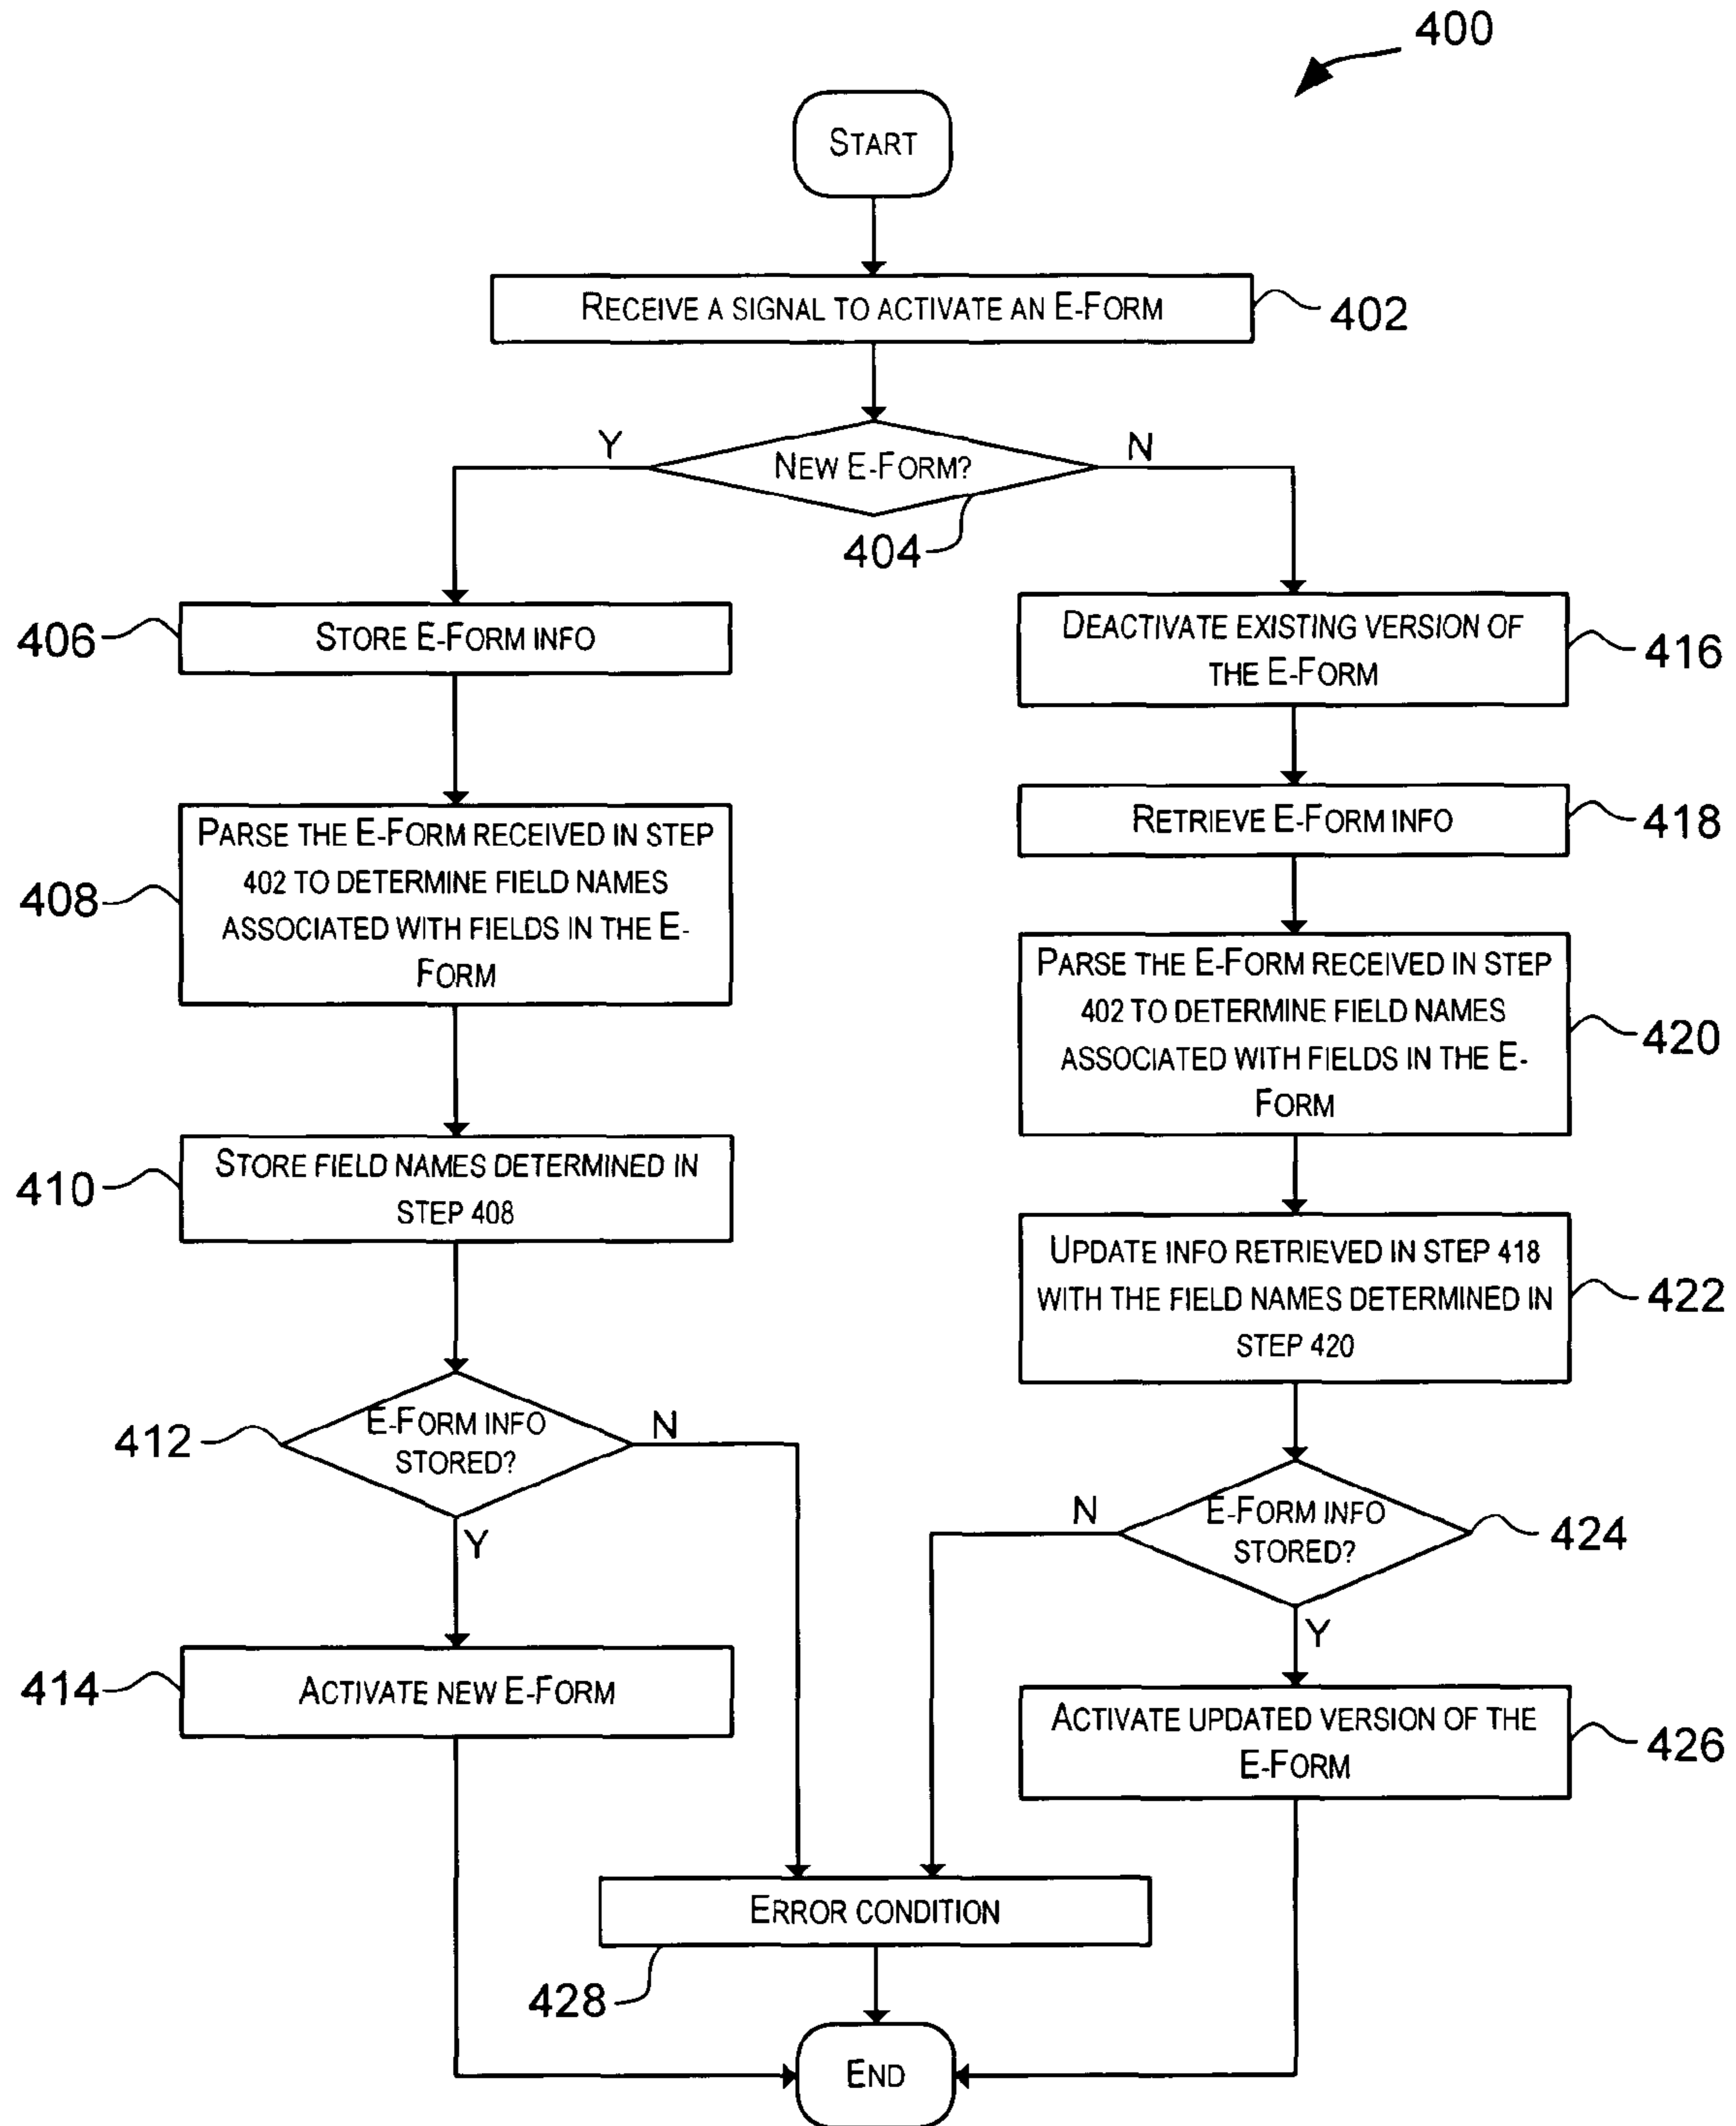 400
START
RECEIVE A SIGNAL TO ACTIVATE AN E-FORM
402
Y
N
NEW E-FORM?
404
406
STORE E-FORM INFO
DEACTIVATE EXISTING VERSION OF
THE E-FORM
416
RETRIEVE E-FORM INFO
418
408
PARSE THE E-FORM RECEIVED IN STEP
402 TO DETERMINE FIELD NAMES
ASSOCIATED WITH FIELDS IN THE E-
FORM
PARSE THE E-FORM RECEIVED IN STEP
402 TO DETERMINE FIELD NAMES
ASSOCIATED WITH FIELDS IN THE E-
FORM
420
410
STORE FIELD NAMES DETERMINED IN
STEP 408
UPDATE INFO RETRIEVED IN STEP 418
WITH THE FIELD NAMES DETERMINED IN
STEP 420
422
412
E-FORM INFO
STORED?
N
Y
N
E-FORM INFO
STORED?
424
Y
414
ACTIVATE NEW E-FORM
ACTIVATE UPDATED VERSION OF THE
E-FORM
426
ERROR CONDITION
428
END